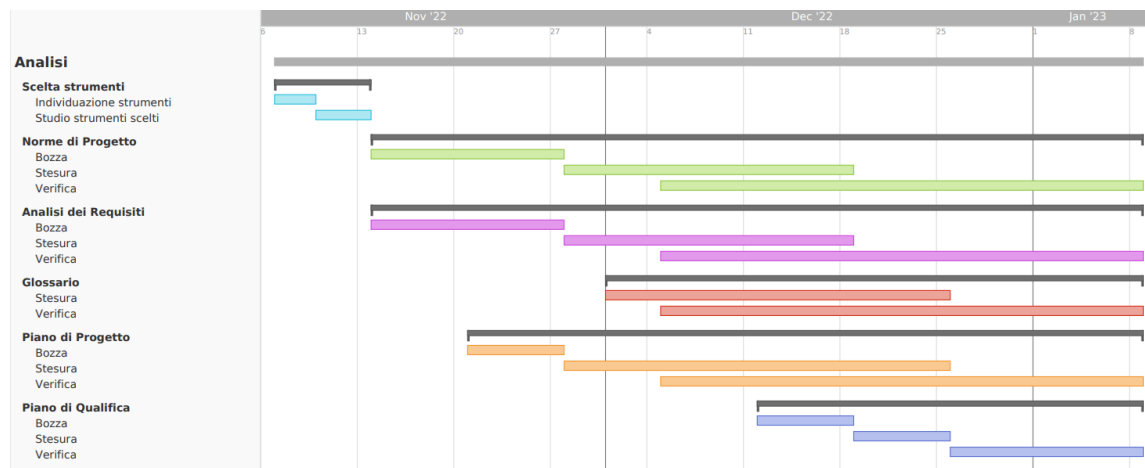 Nov '22 Dec '22 Jan '23
6 13 20 27 4 11 18 25 1 8
Analisi
Scelta strumenti
Individuazione strumenti
Studio strumenti scelti
Norme di Progetto
Bozza
Stesura
Verifica
Analisi dei Requisiti
Bozza
Stesura
Verifica
Glossario
Stesura
Verifica
Piano di Progetto
Bozza
Stesura
Verifica
Piano di Qualifica
Bozza
Stesura
Verifica